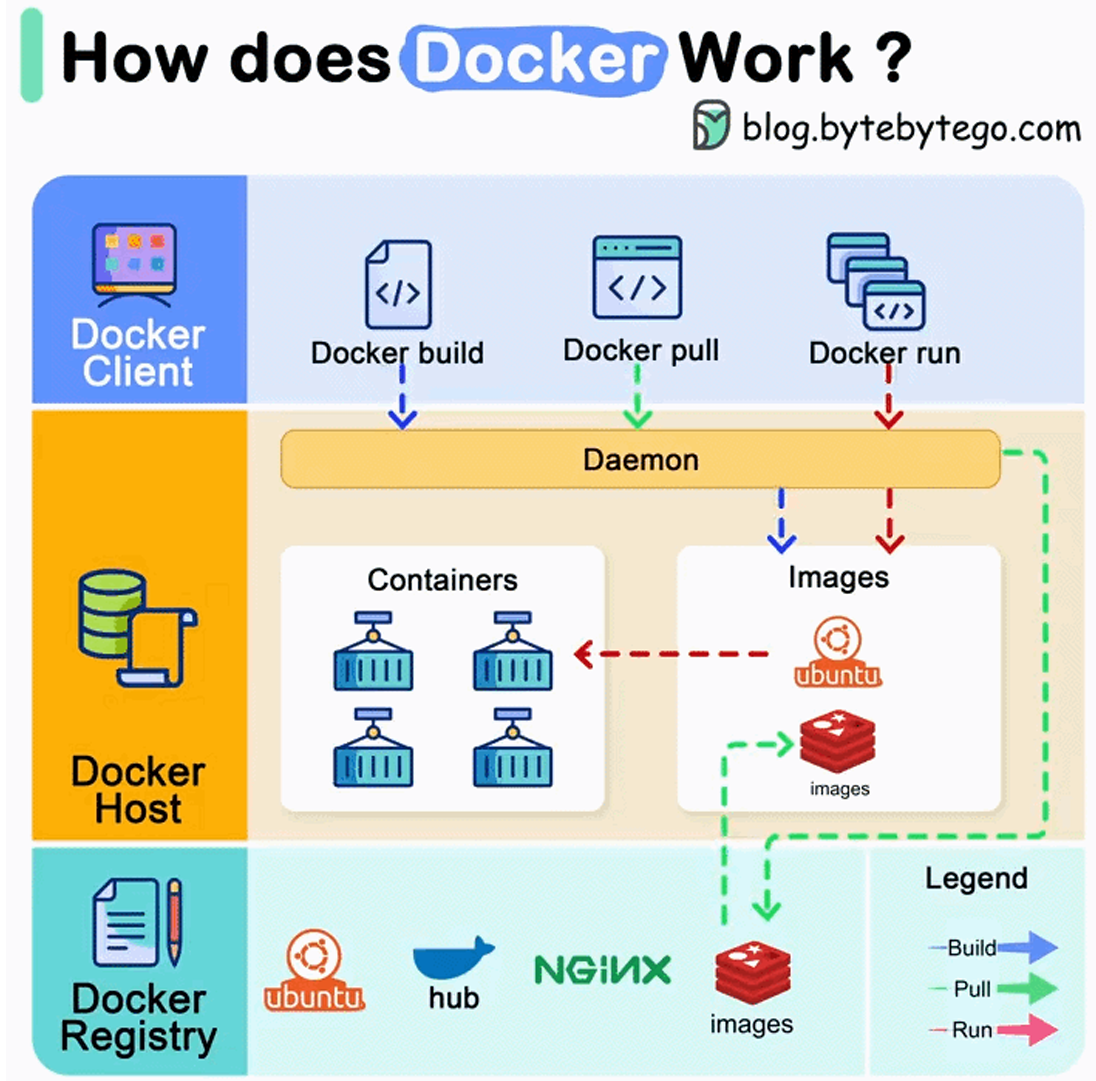 How does Docker Work ?
blog.bytebytego.com
Docker
Client
</>
</>
</>
Docker build
Docker pull
Docker run
Docker
Host
Daemon
Containers
Images
ubuntu
images
Docker
Registry
ubuntu
hub
NGiNX
images
Legend
Build
Pull
Run